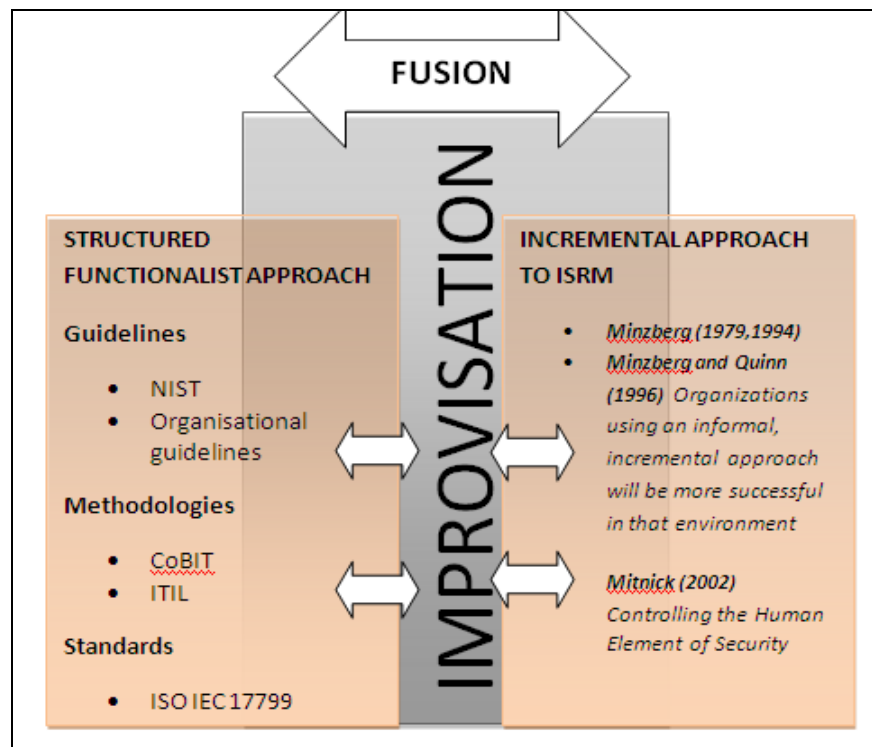 FUSION
STRUCTURED
FUNCTIONALIST APPROACH
Guidelines
• NIST
• Organisational
guidelines
Methodologies
• CoBIT
• ITIL
Standards
• ISO IEC 17799
IMPROVISATION
INCREMENTAL APPROACH
TO ISRM
• Minzberg (1979,1994)
• Minzberg and Quinn
(1996) Organizations
using an informal,
incremental approach
will be more successful
in that environment
Mitnick (2002)
Controlling the Human
Element of Security